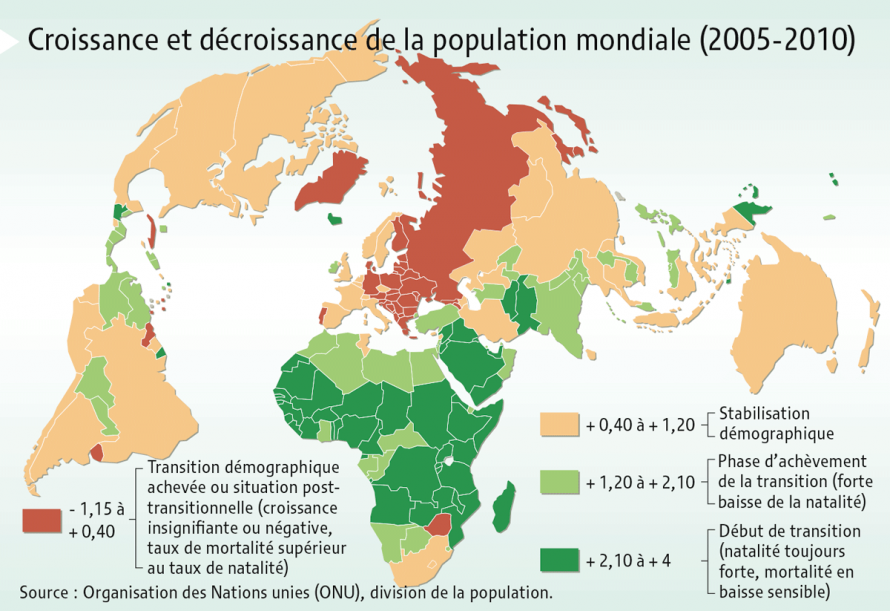 Croissance et décroissance de la population mondiale (2005-2010)
+ 0,40 à + 1,20
Stabilisation
démographique
+ 1,20 à + 2,10
Phase d’achèvement
de la transition (forte
baisse de la natalité)
+ 2,10 à + 4
Début de transition
(natalité toujours
forte, mortalité en
baisse sensible)
- 1,15 à
+ 0,40
Transition démographique
achevée ou situation post-
transitionnelle (croissance
insignifiante ou négative,
taux de mortalité supérieur
au taux de natalité)
Source : Organisation des Nations unies (ONU), division de la population.